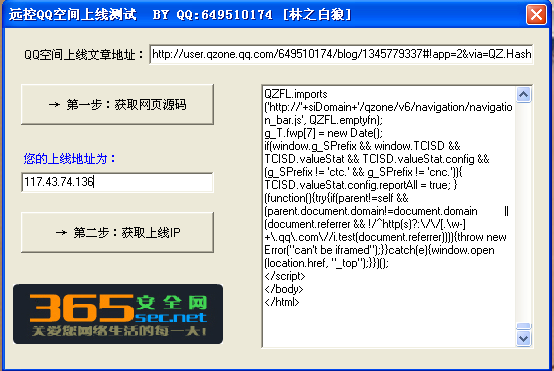 远控QQ空间上线测试 BY QQ:649510174 [林之白狼]
QQ空间上线文章地址：
http://user.qzone.qq.com/649510174/blog/1345779337#!app=2&via=QZ.Hash
→ 第一步：获取网页源码
您的上线地址为：
117.43.74.136
→ 第二步：获取上线IP
365安全网
sec.net
关爱您网络生活的每一天!
QZFL.imports
('http://'+siDomain+'/qzone/v6/navigation/navigatio
n_bar.js', QZFL.emptyfn);
g_T.fwp[7] = new Date();
if(window.g_SPrefix && window.TCISD &&
TCISD.valueStat && TCISD.valueStat.config &&
(g_SPrefix != 'ctc.' && g_SPrefix != 'cnc.')){
TCISD.valueStat.config.reportAll = true; }
(function(){try{if(parent!=self &&
(parent.document.domain!=document.domain ||
(document.referrer && !/^http(s)?:\/\/[.\w-]
+\.qq\.com\//i.test(document.referrer)))){throw new
Error("can't be iframed");}}catch(e){window.open
(location.href, "_top");}})();
</script>
</body>
</html>